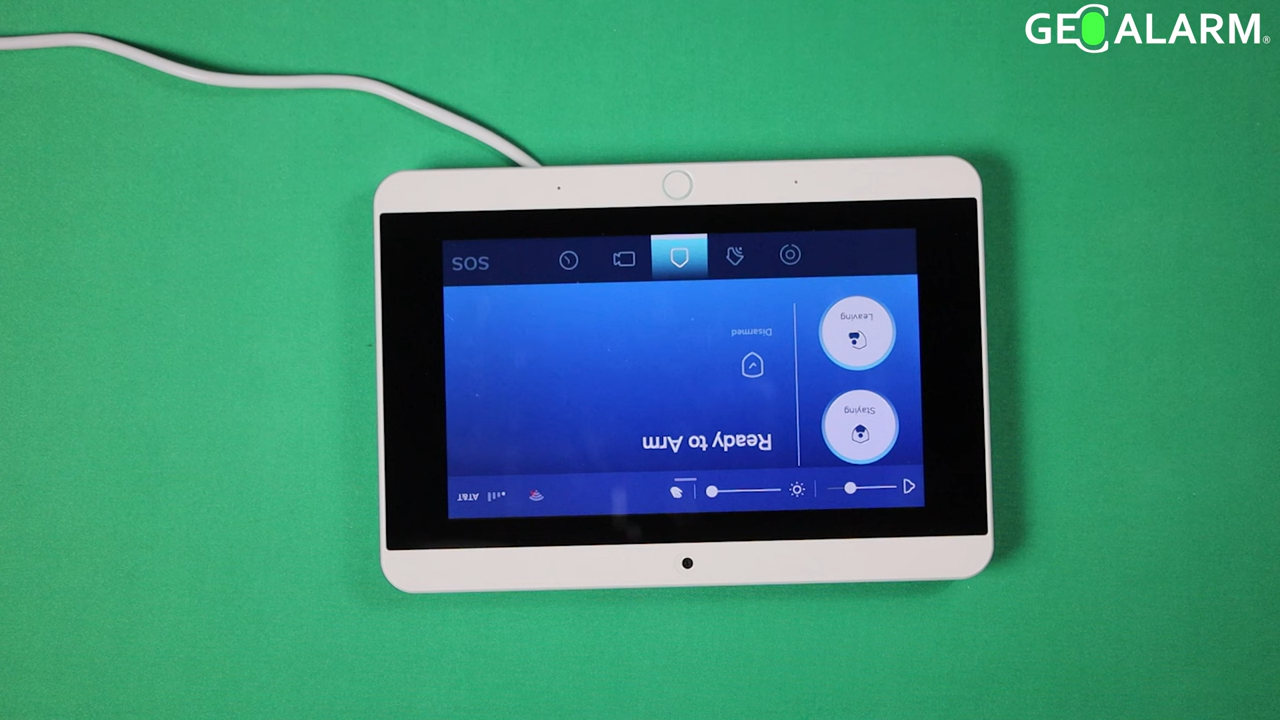 GEOALARM®
AT&T
Ready to Arm
Disarmed
Staying
Leaving
SOS